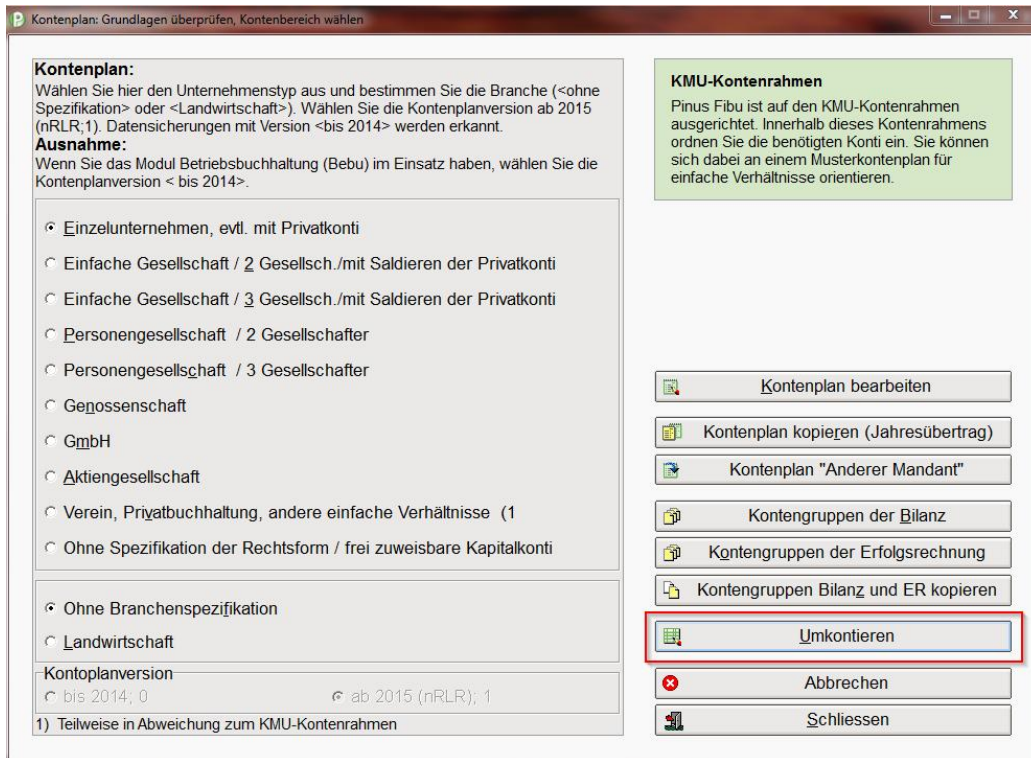 Kontenplan: Grundlagen überprüfen, Kontenbereich wählen
Kontenplan:
Wählen Sie hier den Unternehmenstyp aus und bestimmen Sie die Branche (<ohne
Spezifikation> oder <Landwirtschaft>). Wählen Sie die Kontenplanversion ab 2015
(nRLR;1). Datensicherungen mit Version <bis 2014> werden erkannt.
Ausnahme:
Wenn Sie das Modul Betriebsbuchhaltung (Bebu) im Einsatz haben, wählen Sie die
Kontenplanversion < bis 2014>.
Einzelunternehmen, evtl. mit Privatkonti
Einfache Gesellschaft / 2 Gesellsch./mit Saldieren der Privatkonti
Einfache Gesellschaft / 3 Gesellsch./mit Saldieren der Privatkonti
Personengesellschaft / 2 Gesellschafter
Personengesellschaft / 3 Gesellschafter
Genossenschaft
GmbH
Aktiengesellschaft
Verein, Privatbuchhaltung, andere einfache Verhältnisse (1
Ohne Spezifikation der Rechtsform / frei zuweisbare Kapitalkonti
Ohne Branchenspezifikation
Landwirtschaft
Kontoplanversion
bis 2014; 0
ab 2015 (nRLR); 1
1) Teilweise in Abweichung zum KMU-Kontenrahmen
KMU-Kontenrahmen
Pinus Fibu ist auf den KMU-Kontenrahmen
ausgerichtet. Innerhalb dieses Kontenrahmens
ordnen Sie die benötigten Konti ein. Sie können
sich dabei an einem Musterkontenplan für
einfache Verhältnisse orientieren.
Kontenplan bearbeiten
Kontenplan kopieren (Jahresübertrag)
Kontenplan "Anderer Mandant"
Kontengruppen der Bilanz
Kontengruppen der Erfolgsrechnung
Kontengruppen Bilanz und ER kopieren
Umkontieren
Abbrechen
Schliessen